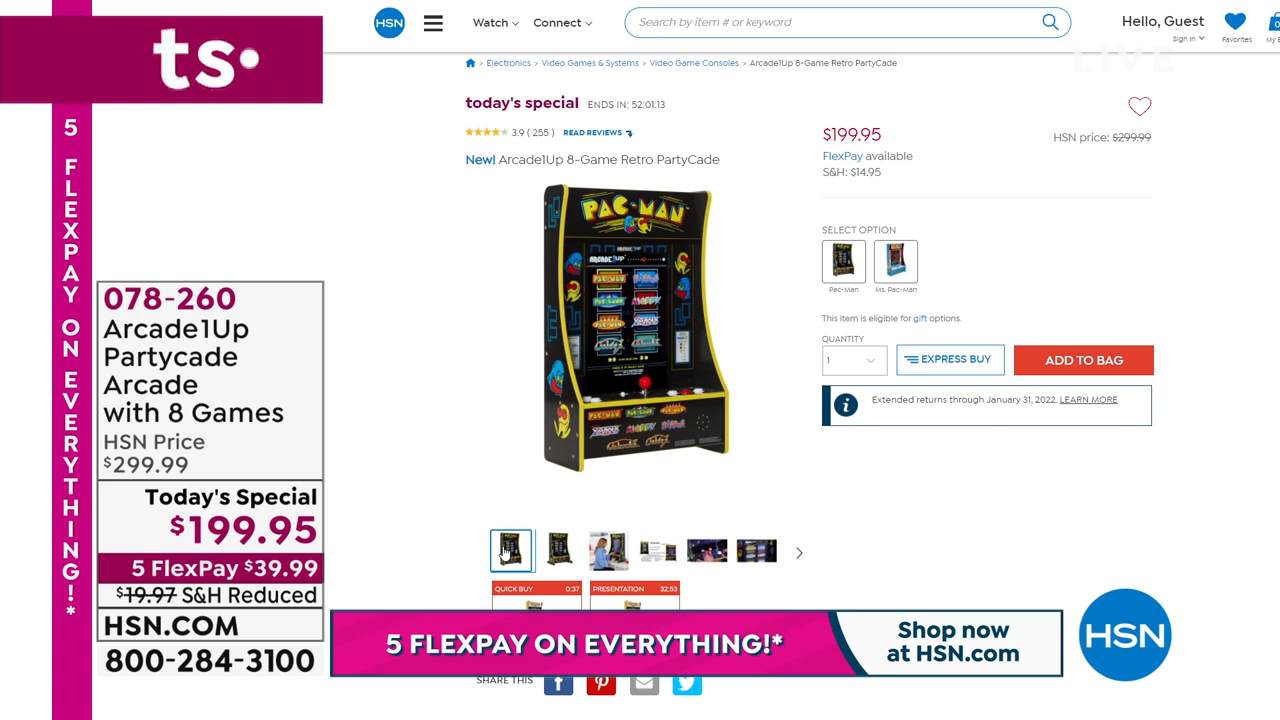 ts.
5 FLEXPAY ON EVERYTHING!*
078-260
Arcade1Up
Partycade
Arcade
with 8 Games
HSN Price
$299.99
Today's Special
$199.95
5 FlexPay $39.99
$19.97 S&H Reduced
HSN.COM
800-284-3100
HSN
Watch
Connect
Search by item # or keyword
Hello, Guest
Sign In
Favorites
0
My B
LIVE
> Electronics > Video Games & Systems > Video Game Consoles > Arcade1Up 8-Game Retro PartyCade
today's special ENDS IN: 52:01:13
3.9 ( 255 ) READ REVIEWS
New! Arcade1Up 8-Game Retro PartyCade
PAC-MAN
ARCADE1UP
$199.95
HSN price: $299.99
FlexPay available
S&H: $14.95
SELECT OPTION
Pac-Man
Ms. Pac-Man
This item is eligible for gift options.
QUANTITY
1
EXPRESS BUY
ADD TO BAG
i
Extended returns through January 31, 2022. LEARN MORE
QUICK BUY 0:37
PRESENTATION 32:53
5 FLEXPAY ON EVERYTHING!*
Shop now
at HSN.com
HSN
SHARE THIS